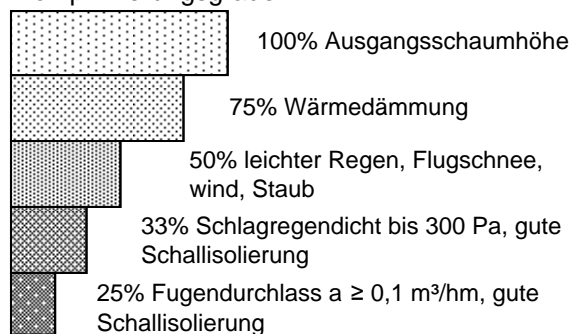 100% Ausgangsschaumhöhe
75% Wärmedämmung
50% leichter Regen, Flugschnee,
wind, Staub
33% Schlagregendicht bis 300 Pa, gute
Schallisolierung
25% Fugendurchlass a ≥ 0,1 m³/hm, gute
Schallisolierung